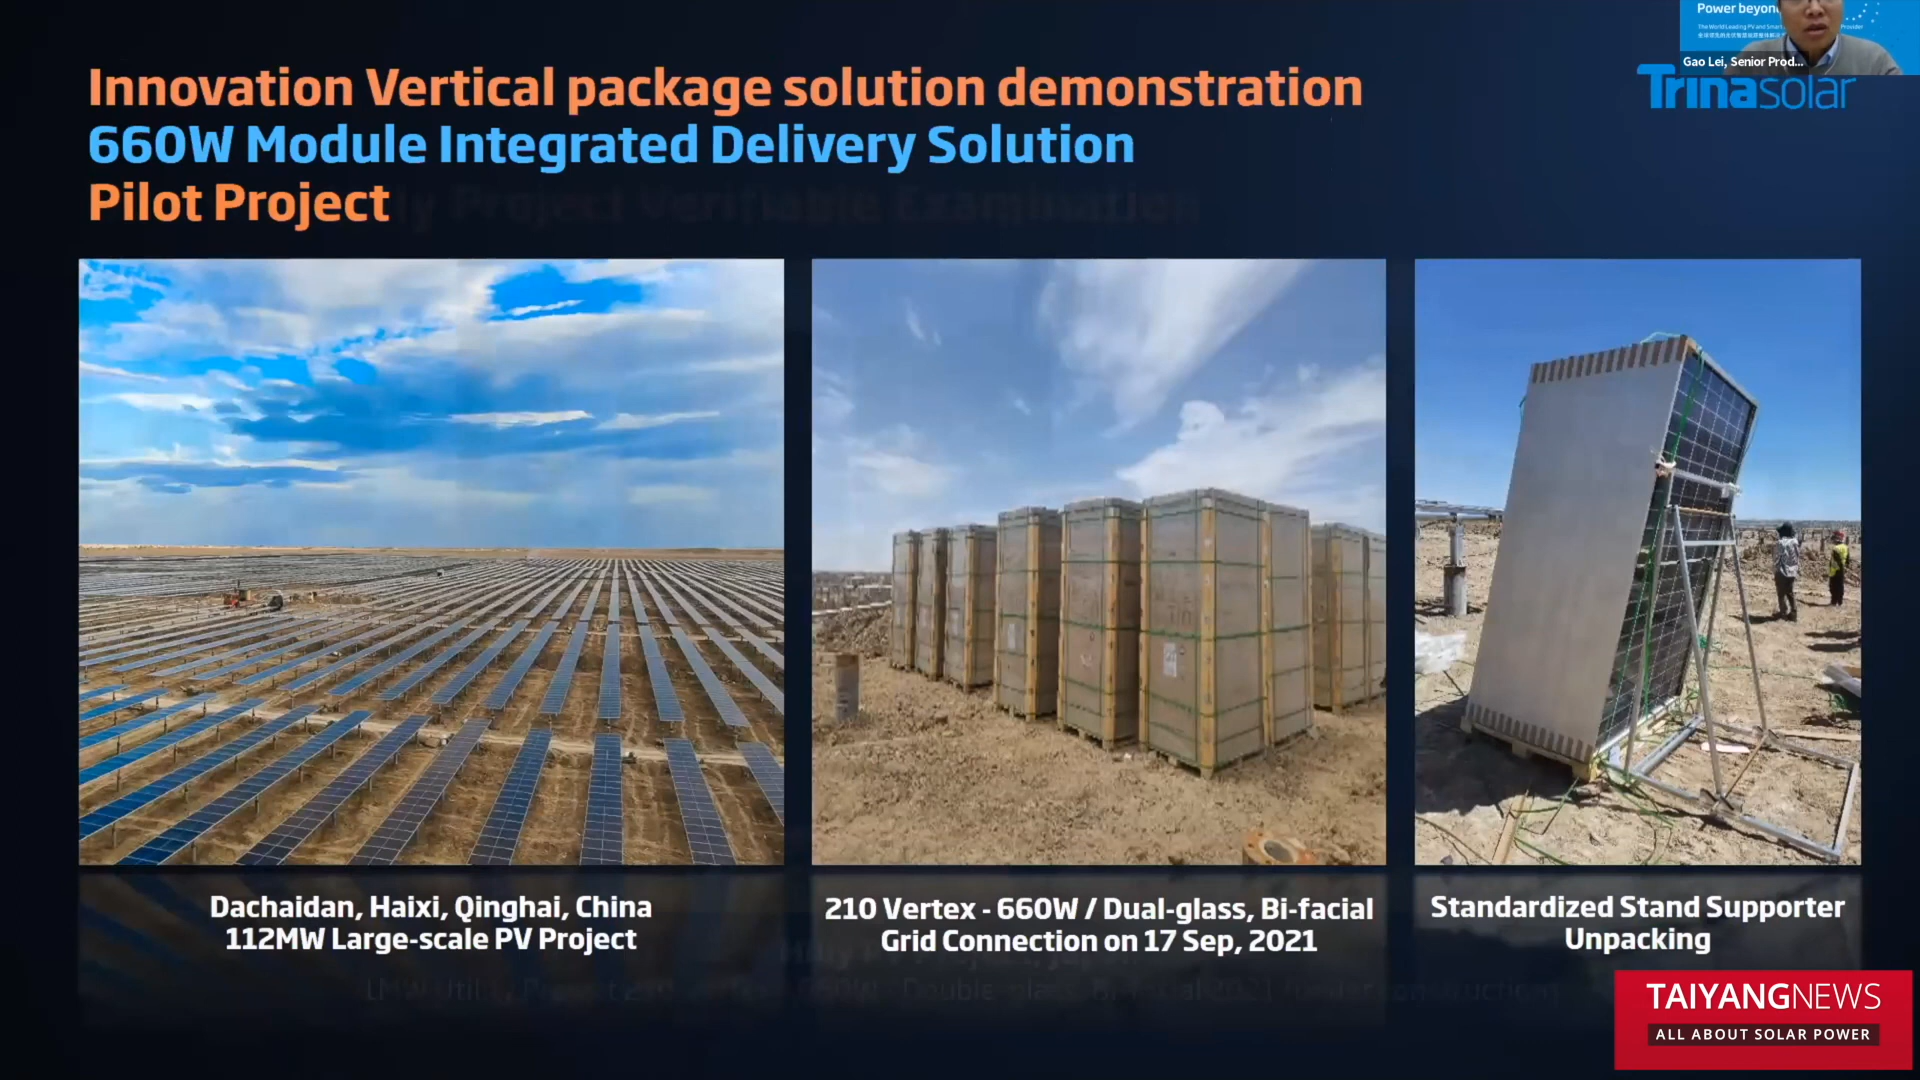 Power beyond
Gao Lei, Senior Prod...
Trinasolar
Innovation Vertical package solution demonstration
660W Module Integrated Delivery Solution
Pilot Project
Dachaidan, Haixi, Qinghai, China
112MW Large-scale PV Project
210 Vertex - 660W / Dual-glass, Bi-facial
Grid Connection on 17 Sep, 2021
Standardized Stand Supporter
Unpacking
TAIYANGNEWS
ALL ABOUT SOLAR POWER